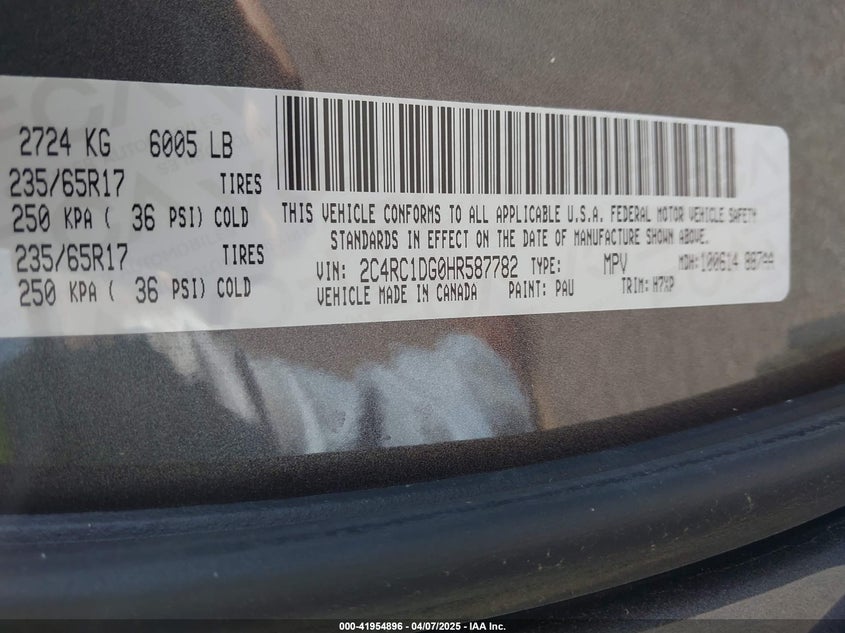 2724 KG 6005 LB
235/65R17 TIRES
250 KPA ( 36 PSI) COLD
235/65R17 TIRES
250 KPA ( 36 PSI) COLD
THIS VEHICLE CONFORMS TO ALL APPLICABLE U.S.A. FEDERAL MOTOR VEHICLE SAFETY
STANDARDS IN EFFECT ON THE DATE OF MANUFACTURE SHOWN ABOVE.
VIN: 2C4RC1DG0HR587782 TYPE: MPV MDH:100614 887AA
VEHICLE MADE IN CANADA PAINT: PAU TRIM: H7XP
000-41954896 - 04/07/2025 - IAA Inc.